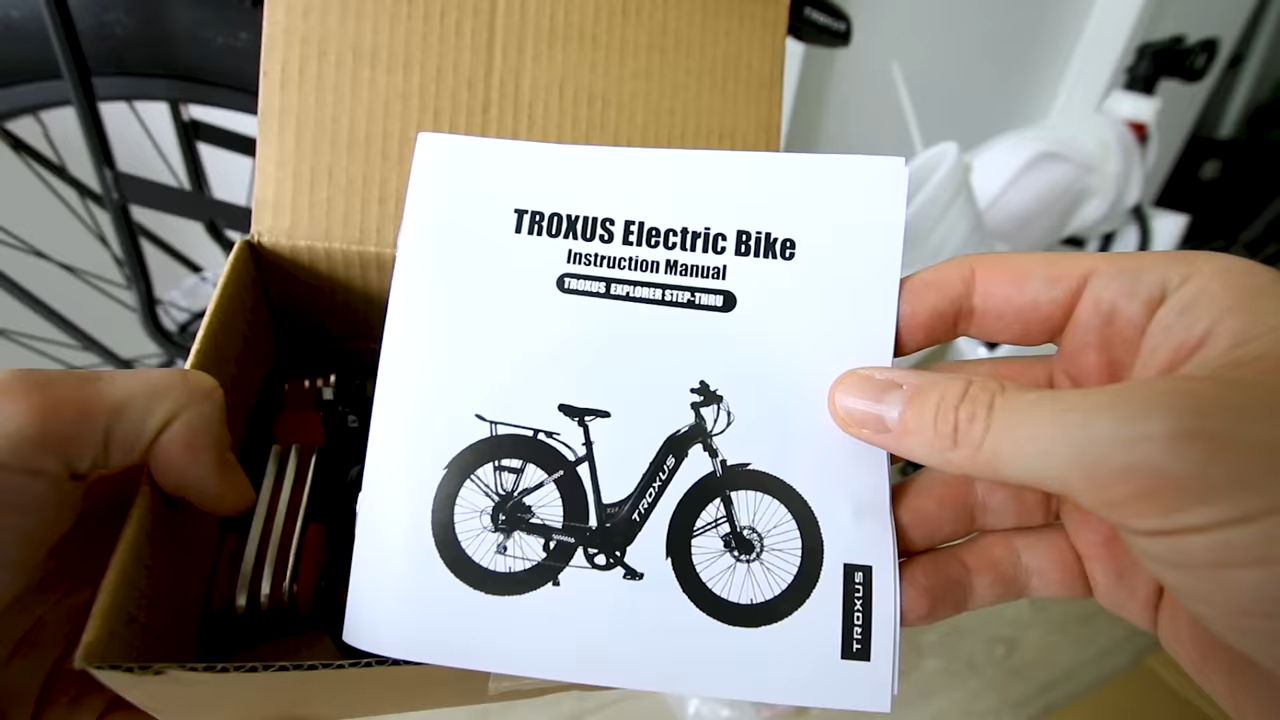 TROXUS Electric Bike
Instruction Manual
TROXUS EXPLORER STEP-THRU
TROXUS
TROXUS